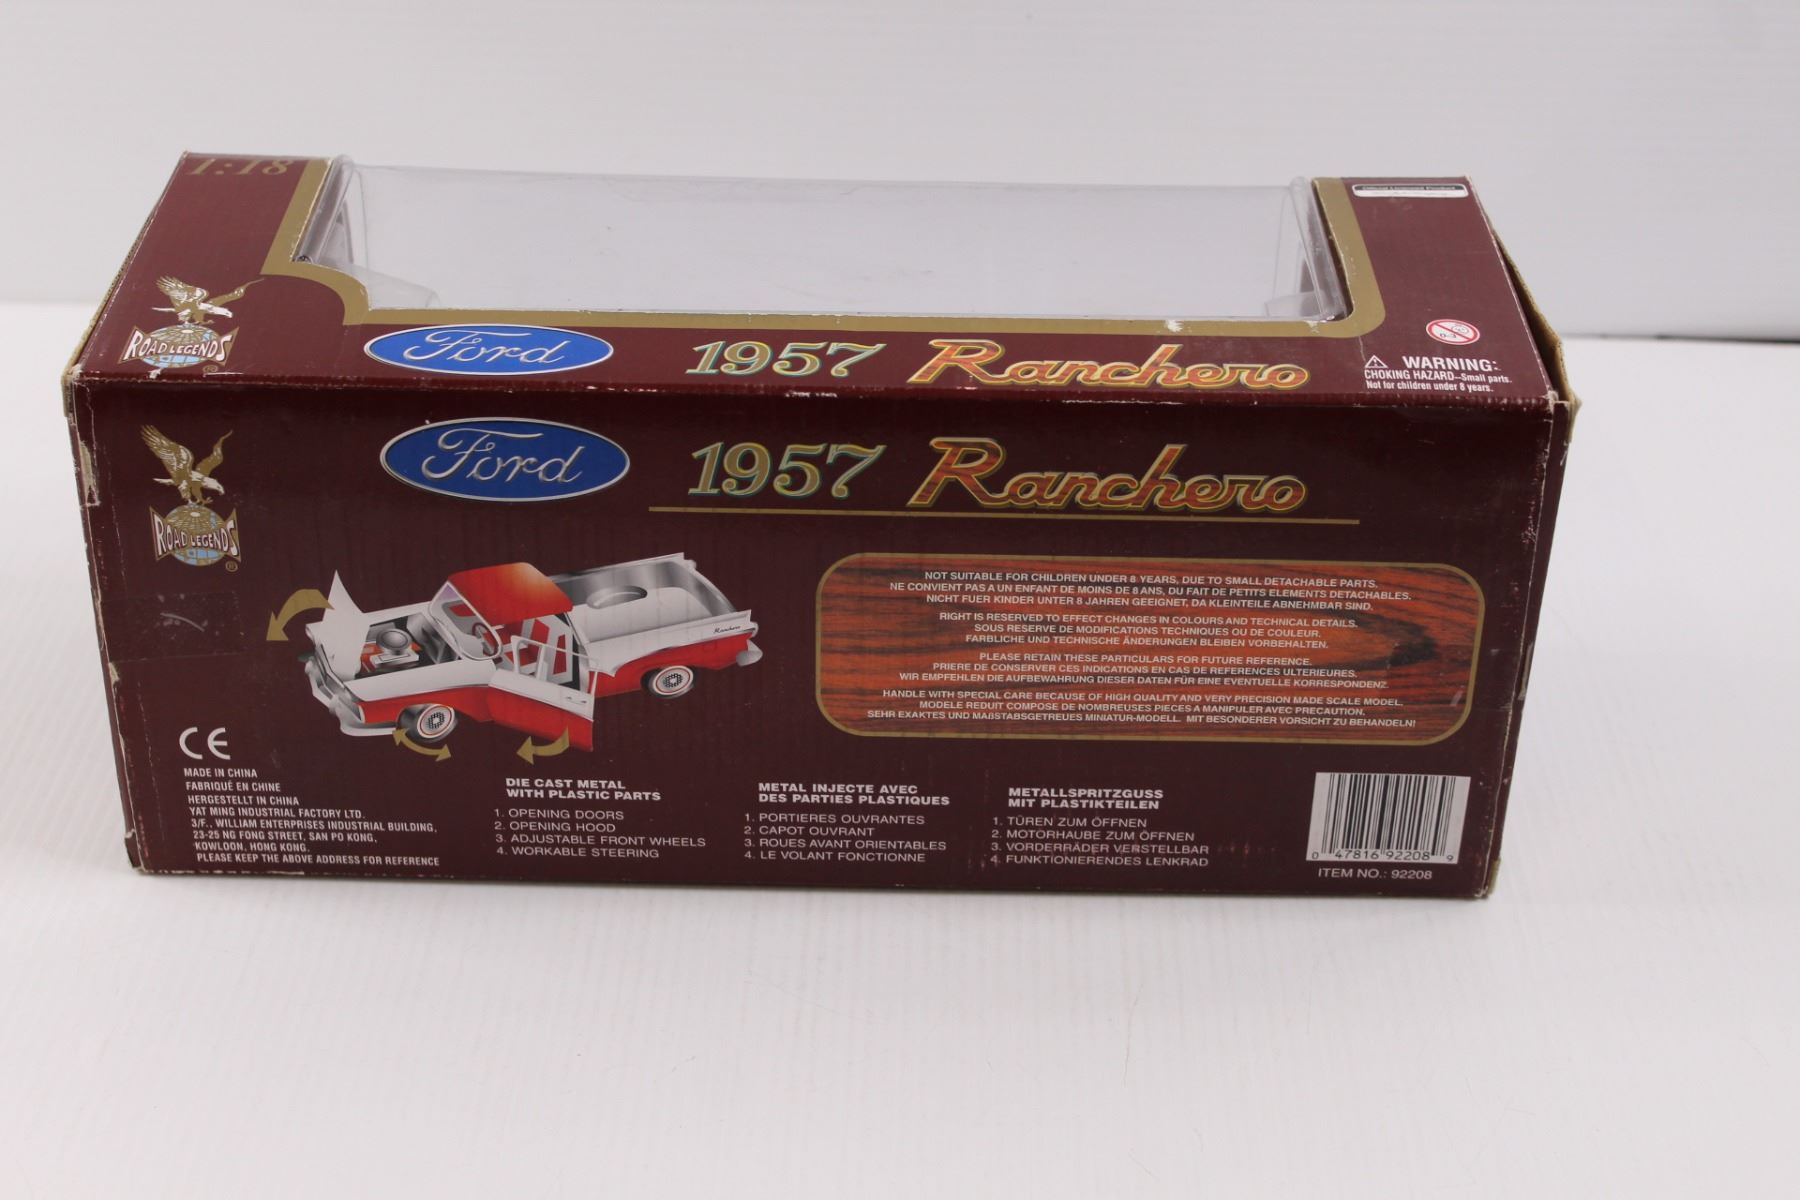 1:18
Official Licensed Product
ROAD LEGENDS
®
Ford
1957 Ranchero
0-3
WARNING:
CHOKING HAZARD–Small parts.
Not for children under 8 years.
ROAD LEGENDS
®
Ford
1957 Ranchero
Ranchero
NOT SUITABLE FOR CHILDREN UNDER 8 YEARS, DUE TO SMALL DETACHABLE PARTS.
NE CONVIENT PAS A UN ENFANT DE MOINS DE 8 ANS, DU FAIT DE PETITS ELEMENTS DETACHABLES.
NICHT FUER KINDER UNTER 8 JAHREN GEEIGNET, DA KLEINTEILE ABNEHMBAR SIND.
RIGHT IS RESERVED TO EFFECT CHANGES IN COLOURS AND TECHNICAL DETAILS.
SOUS RESERVE DE MODIFICATIONS TECHNIQUES OU DE COULEUR.
FARBLICHE UND TECHNISCHE ÄNDERUNGEN BLEIBEN VORBEHALTEN.
PLEASE RETAIN THESE PARTICULARS FOR FUTURE REFERENCE.
PRIERE DE CONSERVER CES INDICATIONS EN CAS DE REFERENCES ULTERIEURES.
WIR EMPFEHLEN DIE AUFBEWAHRUNG DIESER DATEN FÜR EINE EVENTUELLE KORRESPONDENZ.
HANDLE WITH SPECIAL CARE BECAUSE OF HIGH QUALITY AND VERY PRECISION MADE SCALE MODEL.
MODELE REDUIT COMPOSE DE NOMBREUSES PIECES A MANIPULER AVEC PRECAUTION.
SEHR EXAKTES UND MAßSTABSGETREUES MINIATUR-MODELL. MIT BESONDERER VORSICHT ZU BEHANDELN!
CE
MADE IN CHINA
FABRIQUÉ EN CHINE
HERGESTELLT IN CHINA
YAT MING INDUSTRIAL FACTORY LTD.
3/F., WILLIAM ENTERPRISES INDUSTRIAL BUILDING,
23-25 NG FONG STREET, SAN PO KONG,
KOWLOON, HONG KONG.
PLEASE KEEP THE ABOVE ADDRESS FOR REFERENCE
DIE CAST METAL
WITH PLASTIC PARTS
1. OPENING DOORS
2. OPENING HOOD
3. ADJUSTABLE FRONT WHEELS
4. WORKABLE STEERING
METAL INJECTE AVEC
DES PARTIES PLASTIQUES
1. PORTIERES OUVRANTES
2. CAPOT OUVRANT
3. ROUES AVANT ORIENTABLES
4. LE VOLANT FONCTIONNE
METALLSPRITZGUSS
MIT PLASTIKTEILEN
1. TÜREN ZUM ÖFFNEN
2. MOTORHAUBE ZUM ÖFFNEN
3. VORDERRÄDER VERSTELLBAR
4. FUNKTIONIERENDES LENKRAD
0 47816 92208 9
ITEM NO.: 92208